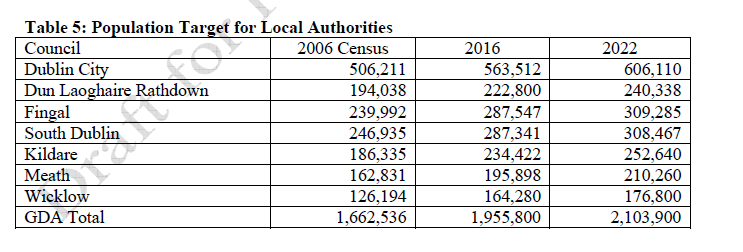 Table 5: Population Target for Local Authorities
Council 2006 Census 2016 2022
Dublin City 506,211 563,512 606,110
Dun Laoghaire Rathdown 194,038 222,800 240,338
Fingal 239,992 287,547 309,285
South Dublin 246,935 287,341 308,467
Kildare 186,335 234,422 252,640
Meath 162,831 195,898 210,260
Wicklow 126,194 164,280 176,800
GDA Total 1,662,536 1,955,800 2,103,900
Draft for